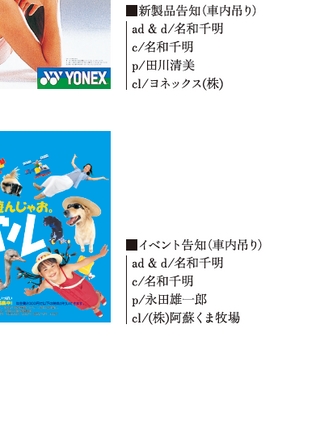 ■新製品告知（車内吊り）
ad & d/名和千明
c/名和千明
p/田川清美
cl/ヨネックス(株)
YONEX
■イベント告知（車内吊り）
ad & d/名和千明
c/名和千明
p/永田雄一郎
cl/(株)阿蘇くま牧場
んじゃお。